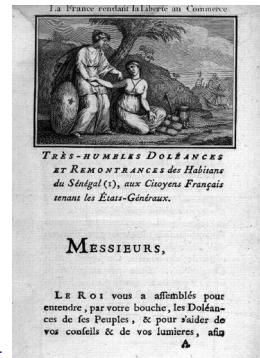 La France rendant la Liberté au Commerce
TRÈS-HUMBLES DOLÉANCES
ET REMONTRANCES des Habitans
du Sénégal (1), aux Citoyens Français
tenant les États-Généraux.
MESSIEURS,
LE ROI vous a assemblés pour
entendre, par votre bouche, les Doléan-
ces de ses Peuples, & pour s'aider de
vos conseils & de vos lumieres, afin
A